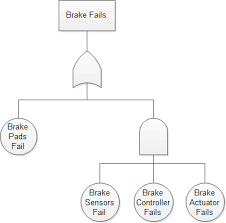 Brake Fails
Brake
Pads
Fail
Brake
Sensors
Fail
Brake
Controller
Fails
Brake
Actuator
Fails